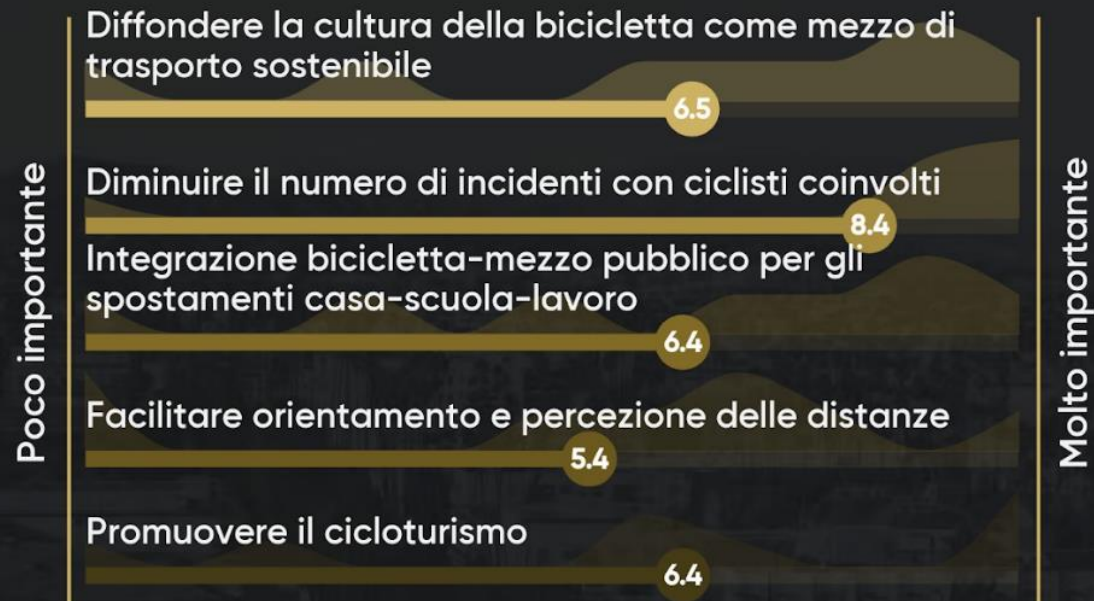 Diffondere la cultura della bicicletta come mezzo di
trasporto sostenibile
6.5
Diminuire il numero di incidenti con ciclisti coinvolti
8.4
Integrazione bicicletta-mezzo pubblico per gli
spostamenti casa-scuola-lavoro
6.4
Facilitare orientamento e percezione delle distanze
5.4
Promuovere il cicloturismo
6.4
Poco importante
Molto importante